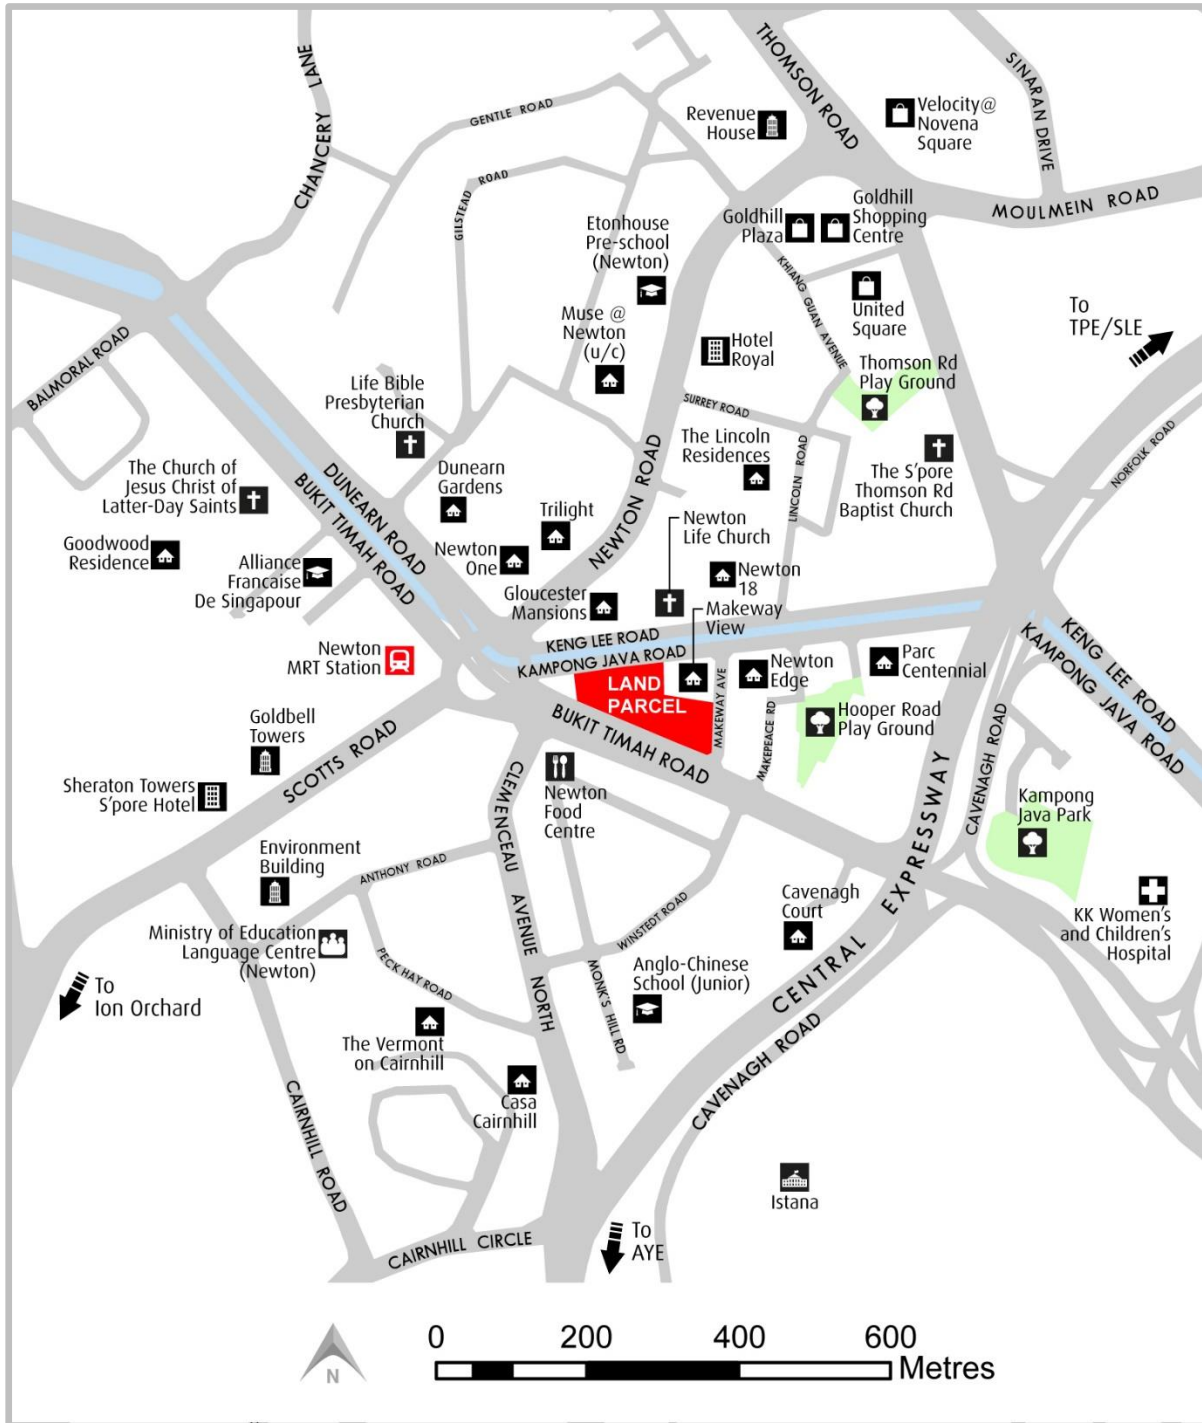 CHANCERY LANE
GENTLE ROAD
GILSTEAD ROAD
THOMSON ROAD
SINARAN DRIVE
Revenue
House
Velocity@
Novena
Square
MOULMEIN ROAD
Goldhill
Plaza
Goldhill
Shopping
Centre
Etonhouse
Pre-school
(Newton)
KHIANG GUAN AVENUE
United
Square
To
TPE/SLE
Muse @
Newton
(u/c)
Hotel
Royal
BALMORAL ROAD
Thomson Rd
Play Ground
Life Bible
Presbyterian
Church
SURREY ROAD
The Lincoln
Residences
LINCOLN ROAD
NORFOLK ROAD
The Church of
Jesus Christ of
Latter-Day Saints
DUNEARN ROAD
BUKIT TIMAH ROAD
Dunearn
Gardens
NEWTON ROAD
The S'pore
Thomson Rd
Baptist Church
Trilight
Newton
Life Church
Goodwood
Residence
Alliance
Francaise
De Singapour
Newton
One
Gloucester
Mansions
Newton
18
Makeway
View
KENG LEE ROAD
KAMPONG JAVA ROAD
Newton
MRT Station
LAND
PARCEL
MAKEWAY AVE
Newton
Edge
Parc
Centennial
KENG LEE ROAD
KAMPONG JAVA ROAD
MAKEPEACE RD
Hooper Road
Play Ground
Goldbell
Towers
SCOTTS ROAD
BUKIT TIMAH ROAD
CAVENAGH ROAD
Sheraton Towers
S'pore Hotel
CLEMENCEAU AVENUE NORTH
Newton
Food
Centre
Kampong
Java Park
CENTRAL EXPRESSWAY
Environment
Building
ANTHONY ROAD
Cavenagh
Court
KK Women's
and Children's
Hospital
Ministry of Education
Language Centre
(Newton)
WINSTEDT ROAD
PECK HAY ROAD
MONK'S HILL RD
Anglo-Chinese
School (Junior)
To
Ion Orchard
The Vermont
on Cairnhill
CAVENAGH ROAD
Casa
Cairnhill
CAIRNHILL ROAD
Istana
CAIRNHILL CIRCLE
To
AYE
0 200 400 600
Metres
N